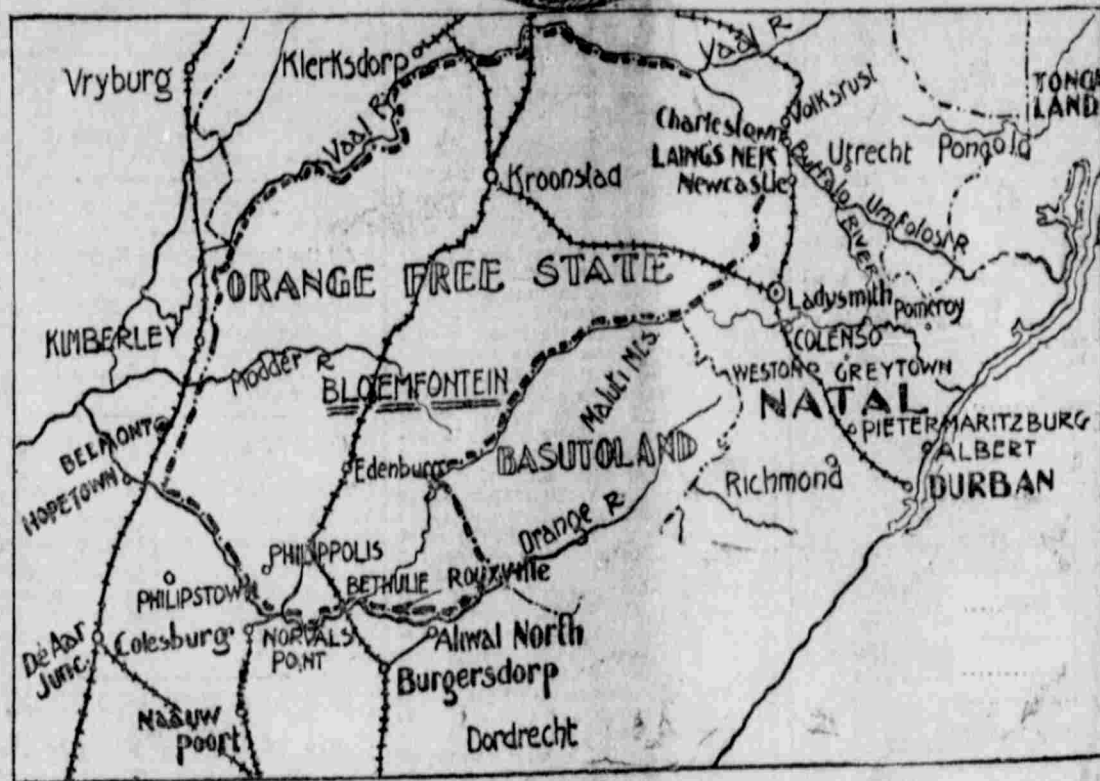 Vryburg
Klerksdorp
Vaal R
Vaal R
TONGA
LAND
Volksrust
Charlestown
LAING'S NEK
Newcastle
Utrecht
Pongola
Buffalo
RIVER
Umfolosi R
Kroonstad
ORANGE FREE STATE
Ladysmith
Pomeroy
COLENSO
KIMBERLEY
Modder R
BLOEMFONTEIN
Maluti Mts
WESTON
GREYTOWN
NATAL
PIETERMARITZBURG
ALBERT
DURBAN
BELMONT
HOPETOWN
Edenburg
BASUTOLAND
Richmond
Orange R
PHILIPPOLIS
PHILIPSTOWN
BETHULIE
Rouxville
De Aar
Junc.
Colesburg
NORVALS
POINT
Aliwal North
Burgersdorp
Naauw
poort
Dordrecht